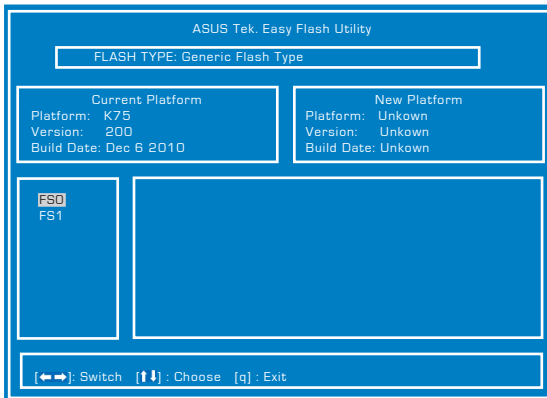 ASUS Tek. Easy Flash Utility
FLASH TYPE: Generic Flash Type
Current Platform
Platform: K75
Version: 200
Build Date: Dec 6 2010
New Platform
Platform: Unkown
Version: Unkown
Build Date: Unkown
FS0
FS1
[←→]: Switch [↑↓] : Choose [q] : Exit